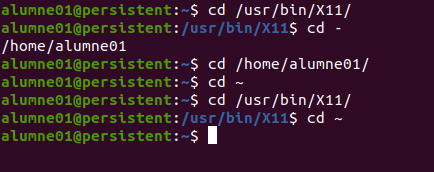 alumne01@persistent:~$ cd /usr/bin/X11/
alumne01@persistent:/usr/bin/X11$ cd -
/home/alumne01
alumne01@persistent:~$ cd /home/alumne01/
alumne01@persistent:~$ cd ~
alumne01@persistent:~$ cd /usr/bin/X11/
alumne01@persistent:/usr/bin/X11$ cd ~
alumne01@persistent:~$